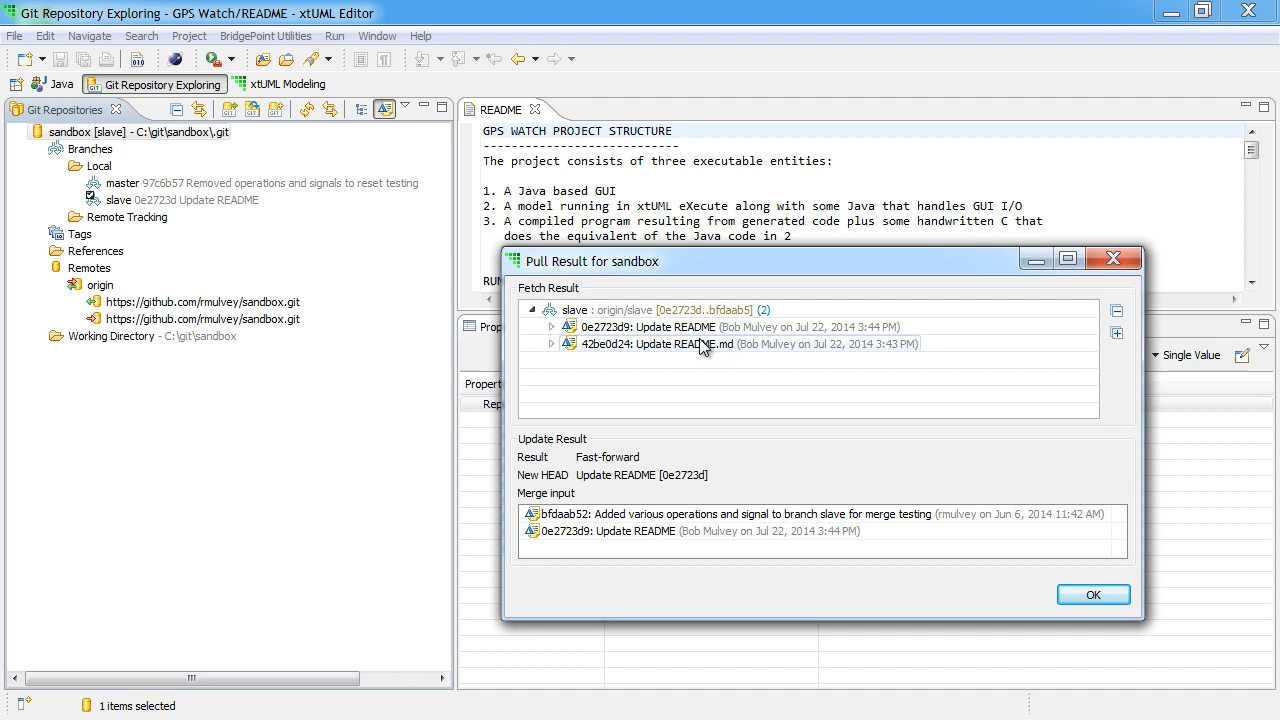 Git Repository Exploring - GPS Watch/README - xtUML Editor
File Edit Navigate Search Project BridgePoint Utilities Run Window Help
Java Git Repository Exploring xtUML Modeling
Git Repositories
sandbox [slave] - C:\git\sandbox\.git
Branches
Local
master 97c6b57 Removed operations and signals to reset testing
slave 0e2723d Update README
Remote Tracking
Tags
References
Remotes
origin
https://github.com/rmulvey/sandbox.git
https://github.com/rmulvey/sandbox.git
Working Directory - C:\git\sandbox
README
GPS WATCH PROJECT STRUCTURE
---------------------------
The project consists of three executable entities:
1. A Java based GUI
2. A model running in xtUML eXecute along with some Java that handles GUI I/O
3. A compiled program resulting from generated code plus some handwritten C that
does the equivalent of the Java code in 2
RUN
Prop
Single Value
Propert
Rep
Pull Result for sandbox
Fetch Result
slave : origin/slave [0e2723d..bfdaab5] (2)
0e2723d9: Update README (Bob Mulvey on Jul 22, 2014 3:44 PM)
42be0d24: Update README.md (Bob Mulvey on Jul 22, 2014 3:43 PM)
Update Result
Result Fast-forward
New HEAD Update README [0e2723d]
Merge input
bfdaab52: Added various operations and signal to branch slave for merge testing (rmulvey on Jun 6, 2014 11:42 AM)
0e2723d9: Update README (Bob Mulvey on Jul 22, 2014 3:44 PM)
OK
1 items selected